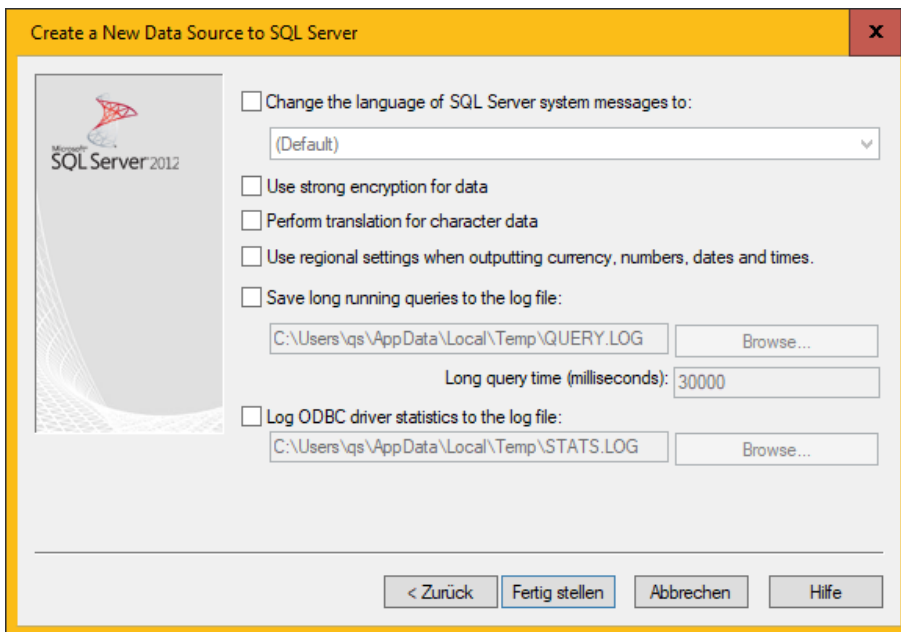 Create a New Data Source to SQL Server
x
Microsoft
SQL Server 2012
Change the language of SQL Server system messages to:
(Default)
Use strong encryption for data
Perform translation for character data
Use regional settings when outputting currency, numbers, dates and times.
Save long running queries to the log file:
C:\Users\qs\AppData\Local\Temp\QUERY.LOG Browse...
Long query time (milliseconds): 30000
Log ODBC driver statistics to the log file:
C:\Users\qs\AppData\Local\Temp\STATS.LOG Browse...
< Zurück Fertig stellen Abbrechen Hilfe